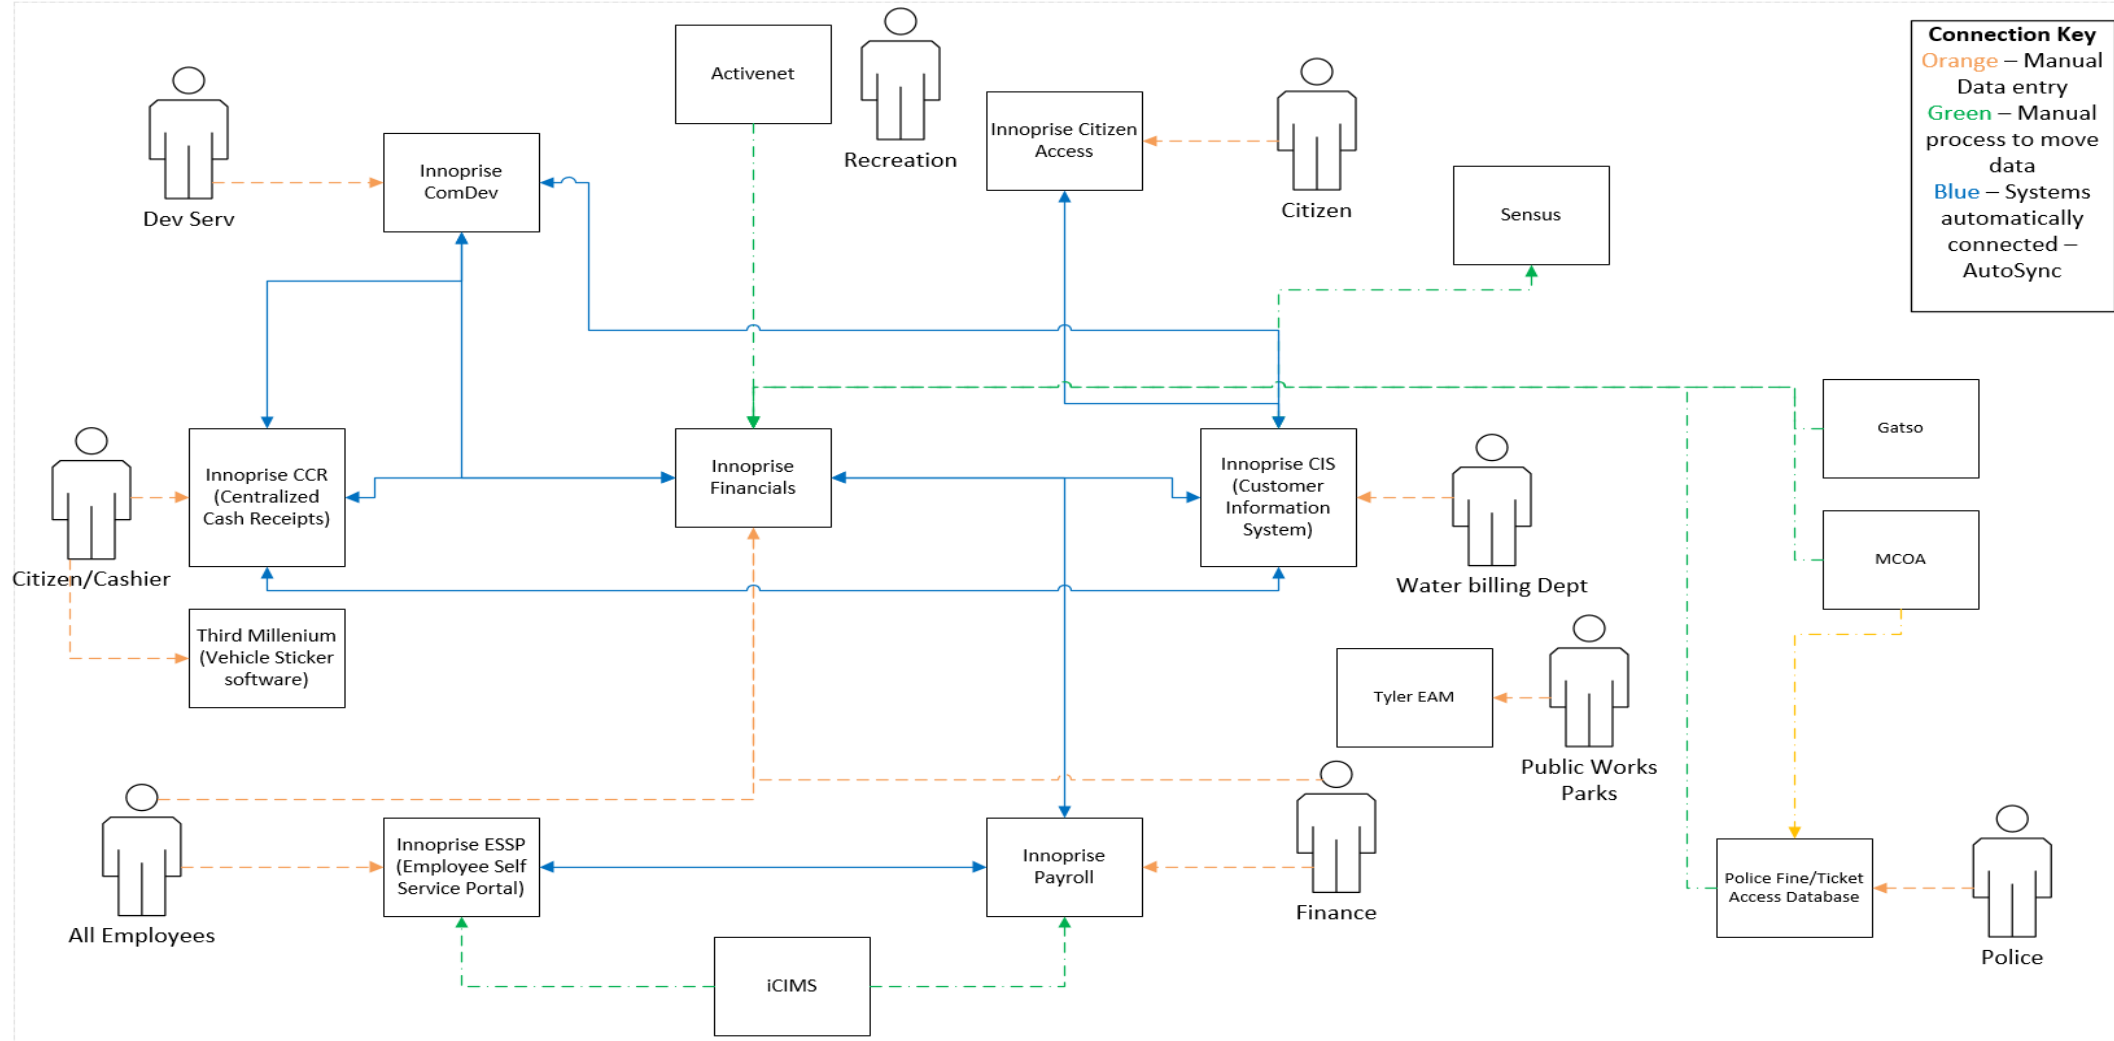 Connection Key
Orange – Manual
Data entry
Green – Manual
process to move
data
Blue – Systems
automatically
connected –
AutoSync
Activenet
Recreation
Innoprise Citizen
Access
Citizen
Innoprise
ComDev
Dev Serv
Sensus
Gatso
Innoprise CCR
(Centralized
Cash Receipts)
Innoprise
Financials
Innoprise CIS
(Customer
Information
System)
Citizen/Cashier
Water billing Dept
MCOA
Third Millenium
(Vehicle Sticker
software)
Tyler EAM
Public Works
Parks
All Employees
Innoprise ESSP
(Employee Self
Service Portal)
Innoprise
Payroll
Finance
Police Fine/Ticket
Access Database
Police
iCIMS